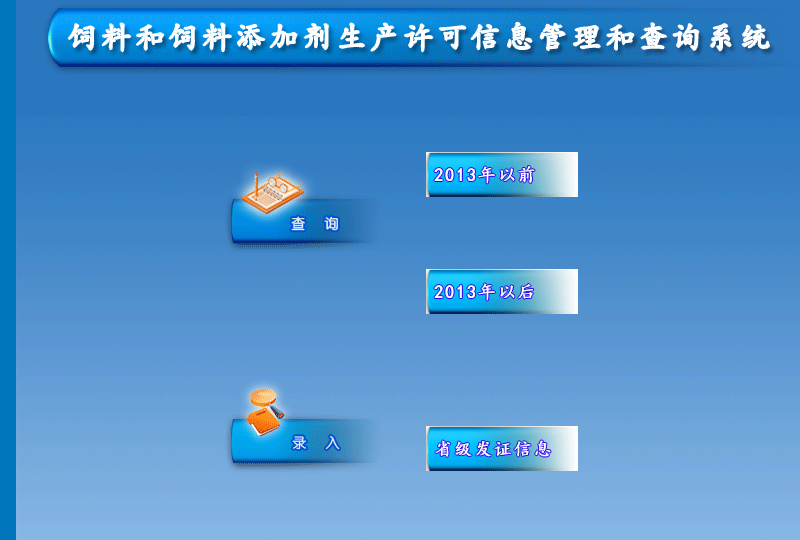 饲料和饲料添加剂生产许可信息管理和查询系统
2013年以前
查 询
2013年以后
录 入
省级发证信息